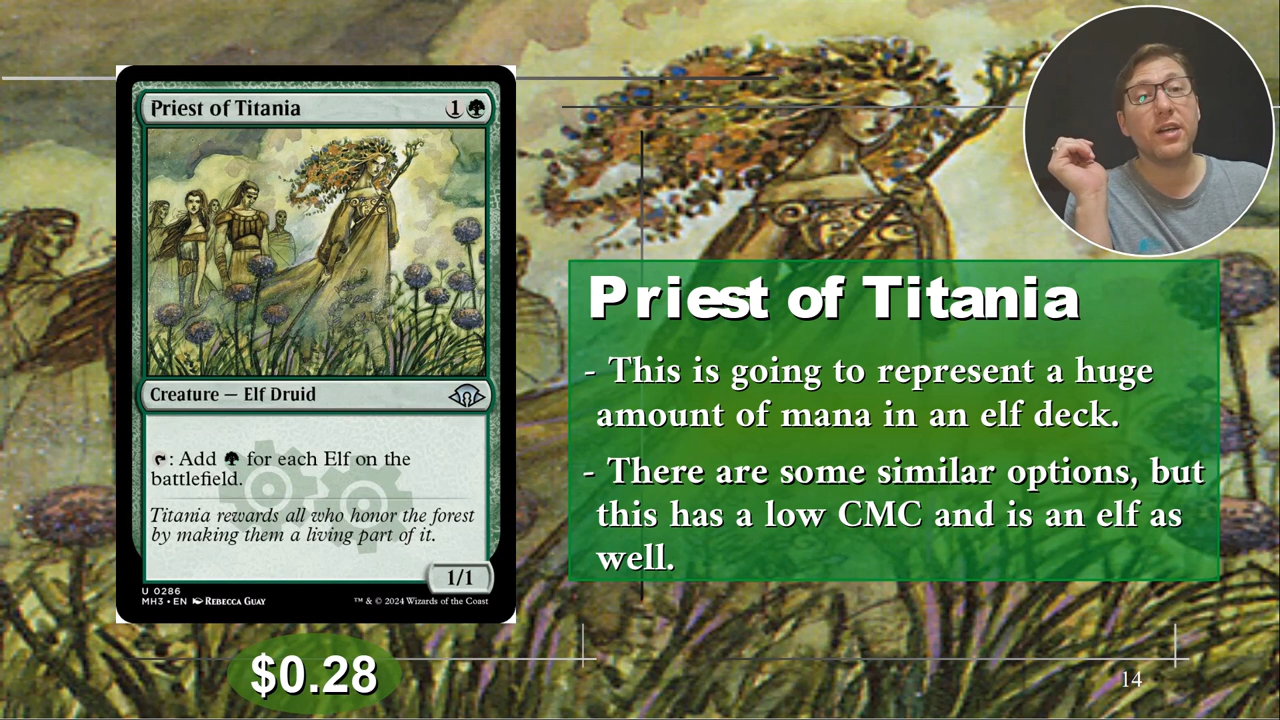 Priest of Titania 1
Creature — Elf Druid
: Add for each Elf on the
battlefield.
Titania rewards all who honor the forest
by making them a living part of it.
1/1
U 0286
MH3 • EN Rebecca Guay
™ & © 2024 Wizards of the Coast
$0.28
Priest of Titania
- This is going to represent a huge
amount of mana in an elf deck.
- There are some similar options, but
this has a low CMC and is an elf as
well.
14